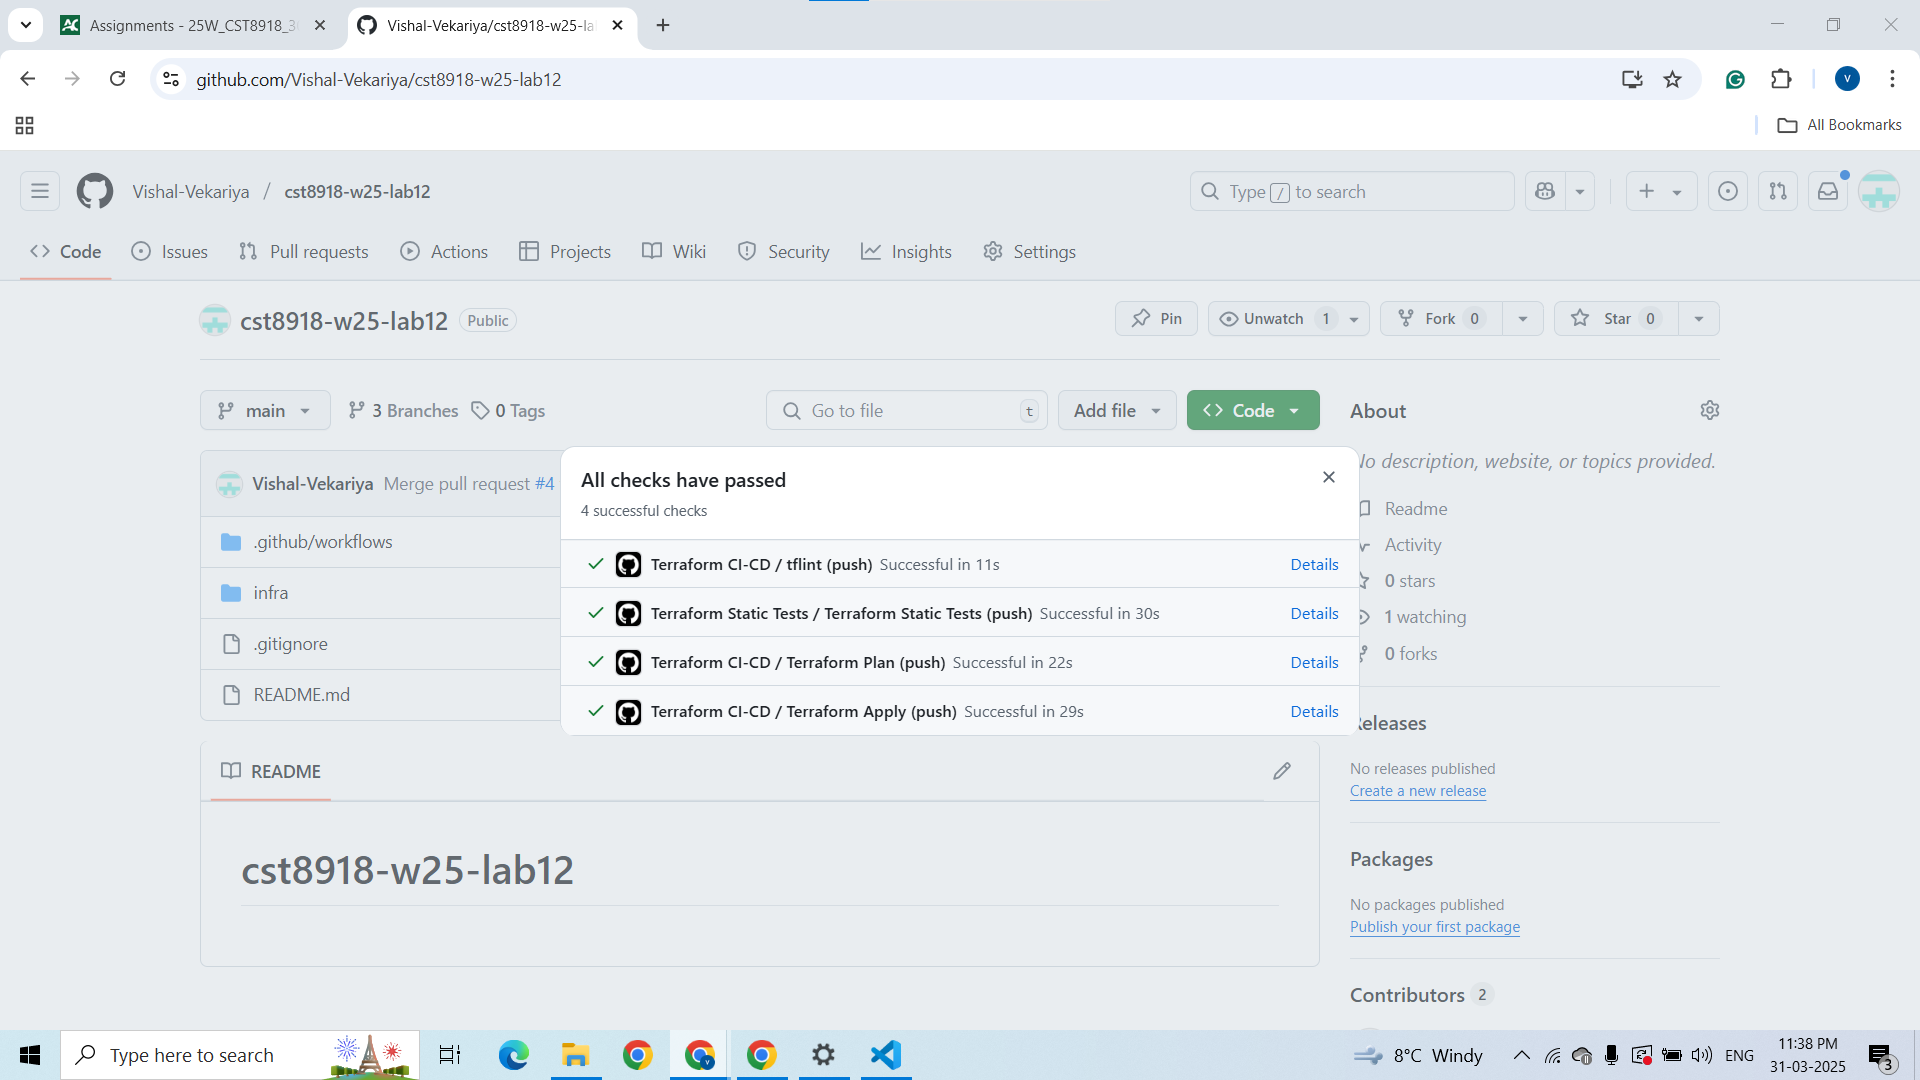 Assignments - 25W_CST8918_3
Vishal-Vekariya/cst8918-w25-la
github.com/Vishal-Vekariya/cst8918-w25-lab12
V
All Bookmarks
Vishal-Vekariya / cst8918-w25-lab12
Type / to search
Code
Issues
Pull requests
Actions
Projects
Wiki
Security
Insights
Settings
cst8918-w25-lab12 Public
Pin
Unwatch 1
Fork 0
Star 0
main
3 Branches
0 Tags
Go to file t
Add file
Code
About
Vishal-Vekariya Merge pull request #4
No description, website, or topics provided.
All checks have passed
4 successful checks
Terraform CI-CD / tflint (push) Successful in 11s Details
Terraform Static Tests / Terraform Static Tests (push) Successful in 30s Details
Terraform CI-CD / Terraform Plan (push) Successful in 22s Details
Terraform CI-CD / Terraform Apply (push) Successful in 29s Details
.github/workflows
infra
.gitignore
README.md
Readme
Activity
0 stars
1 watching
0 forks
Releases
No releases published
Create a new release
README
cst8918-w25-lab12
Packages
No packages published
Publish your first package
Contributors 2
Type here to search
V
8°C Windy
ENG
11:38 PM
31-03-2025
3